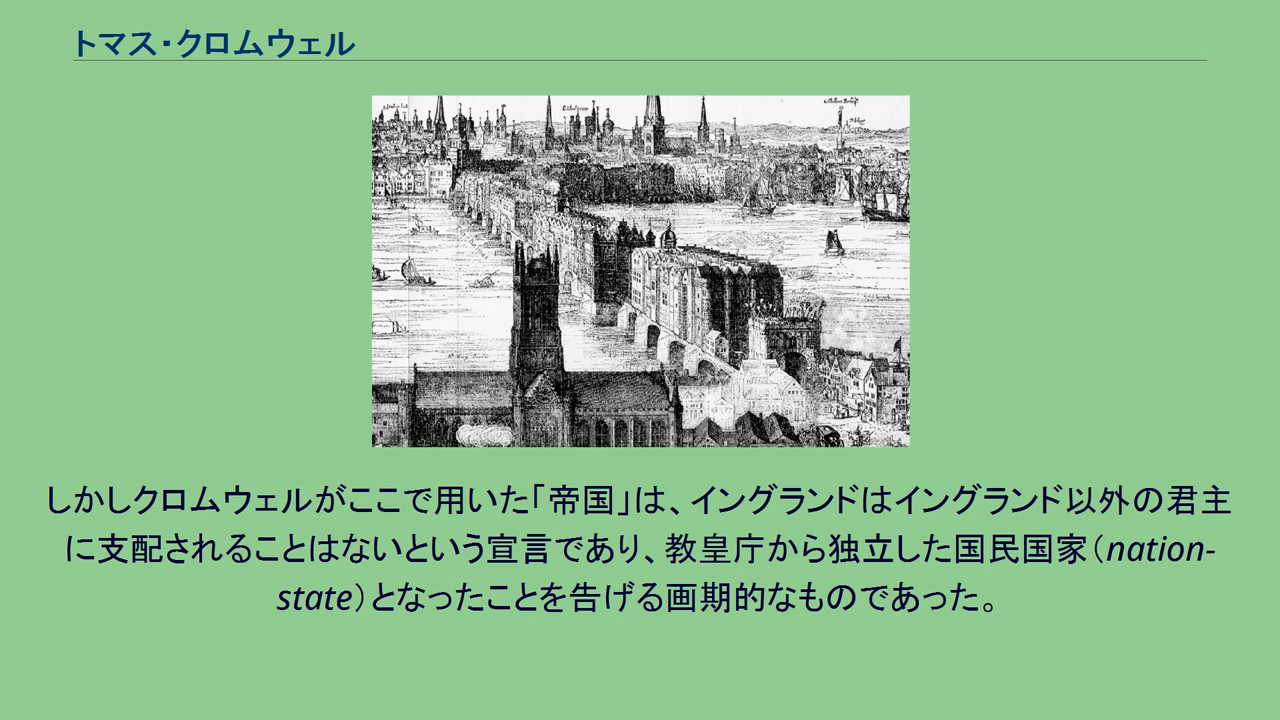 トマス・クロムウェル
しかしクロムウェルがここで用いた「帝国」は、イングランドはイングランド以外の君主
に支配されることはないという宣言であり、教皇庁から独立した国民国家（nation-
state）となったことを告げる画期的なものであった。